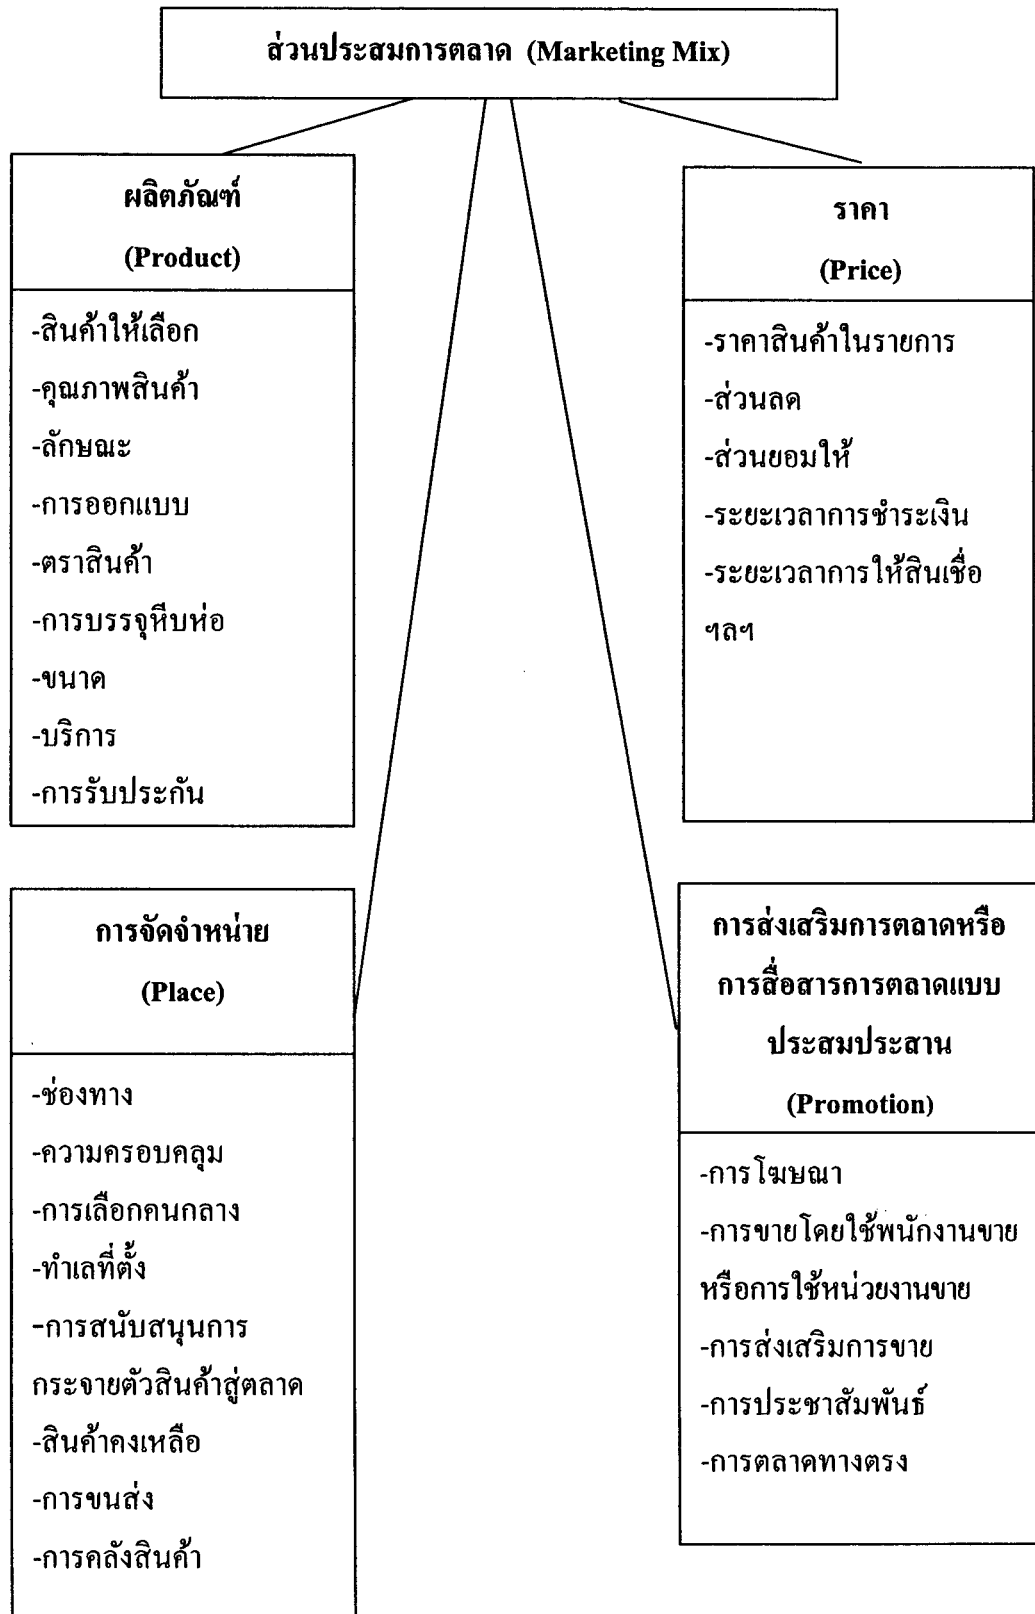 ส่วนประสมการตลาด (Marketing Mix)
ผลิตภัณฑ์
(Product)
-สินค้าให้เลือก
-คุณภาพสินค้า
-ลักษณะ
-การออกแบบ
-ตราสินค้า
-การบรรจุหีบห่อ
-ขนาด
-บริการ
-การรับประกัน
ราคา
(Price)
-ราคาสินค้าในรายการ
-ส่วนลด
-ส่วนยอมให้
-ระยะเวลาการชำระเงิน
-ระยะเวลาการให้สินเชื่อ
ฯลฯ
การจัดจำหน่าย
(Place)
-ช่องทาง
-ความครอบคลุม
-การเลือกคนกลาง
-ทำเลที่ตั้ง
-การสนับสนุนการ
กระจายตัวสินค้าสู่ตลาด
-สินค้าคงเหลือ
-การขนส่ง
-การคลังสินค้า
การส่งเสริมการตลาดหรือ
การสื่อสารการตลาดแบบ
ประสมประสาน
(Promotion)
-การโฆษณา
-การขายโดยใช้พนักงานขาย
หรือการใช้หน่วยงานขาย
-การส่งเสริมการขาย
-การประชาสัมพันธ์
-การตลาดทางตรง